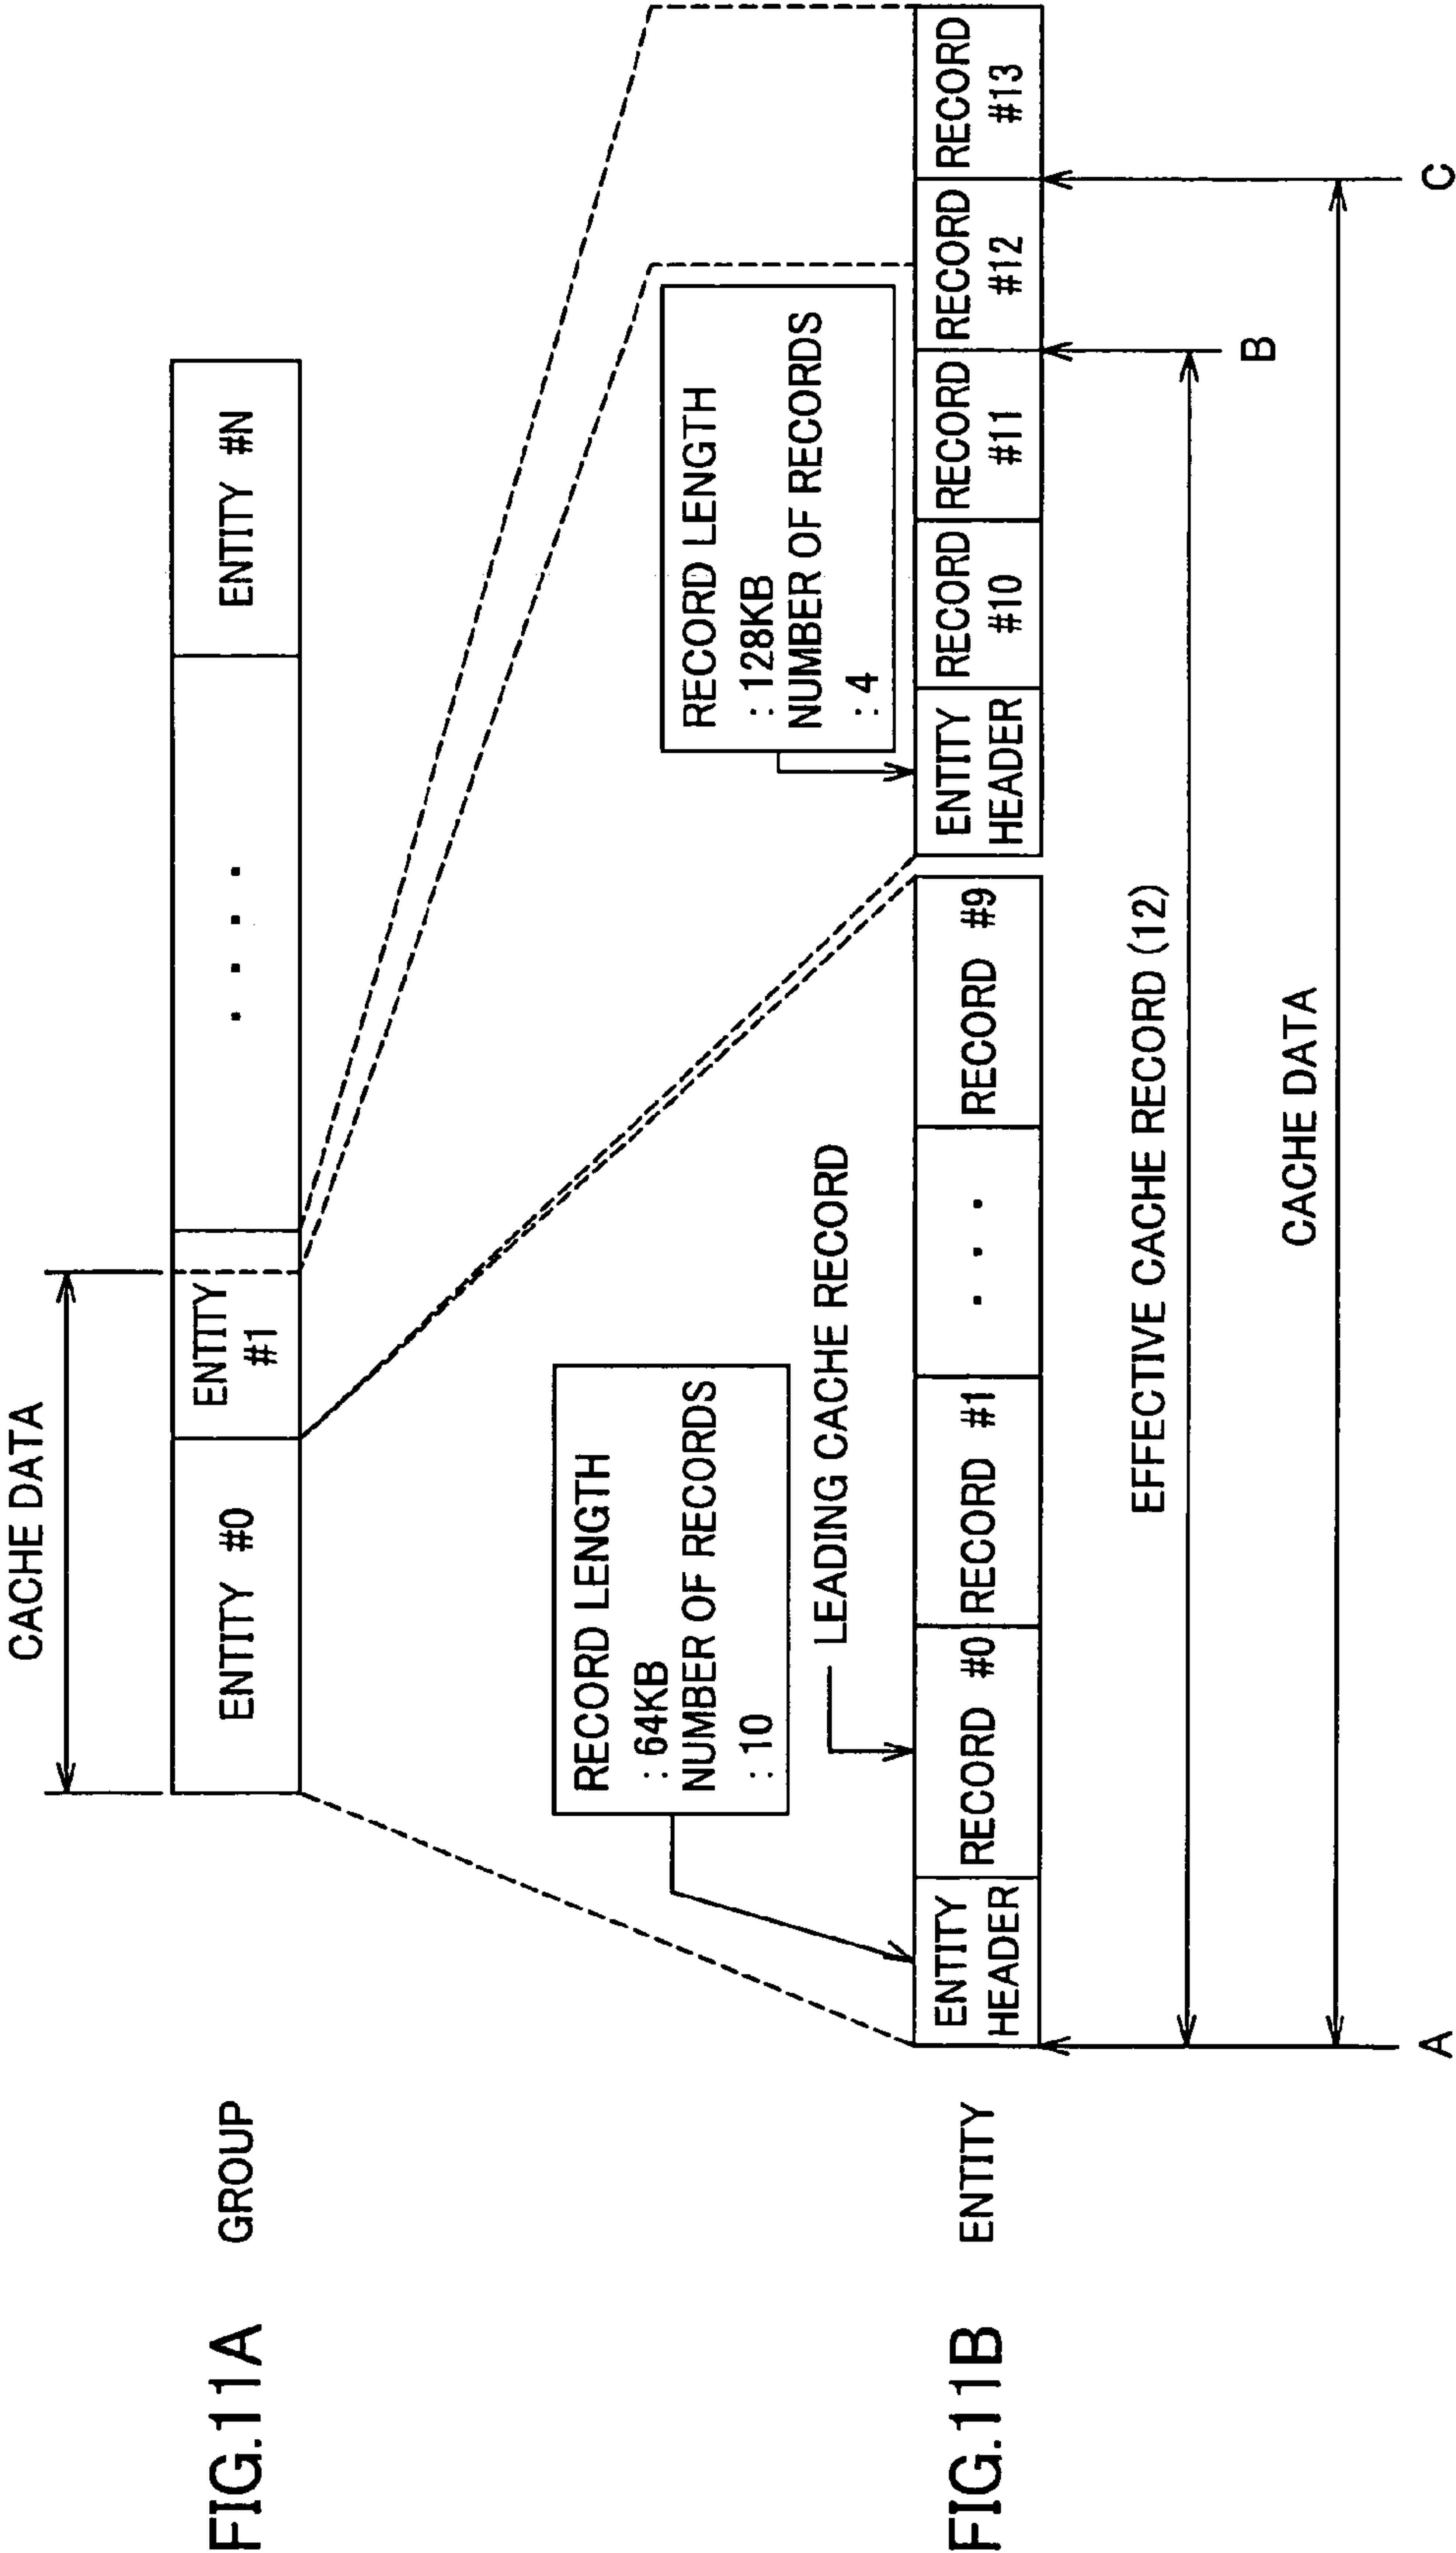 FIG.11A
GROUP
CACHE DATA
ENTITY #0
ENTITY
#1
. . . .
ENTITY #N
FIG.11B
ENTITY
RECORD LENGTH
: 64KB
NUMBER OF RECORDS
: 10
LEADING CACHE RECORD
RECORD LENGTH
: 128KB
NUMBER OF RECORDS
: 4
ENTITY
HEADER
RECORD #0
RECORD #1
. . .
RECORD #9
ENTITY
HEADER
RECORD
#10
RECORD
#11
RECORD
#12
RECORD
#13
EFFECTIVE CACHE RECORD (12)
B
CACHE DATA
A
C